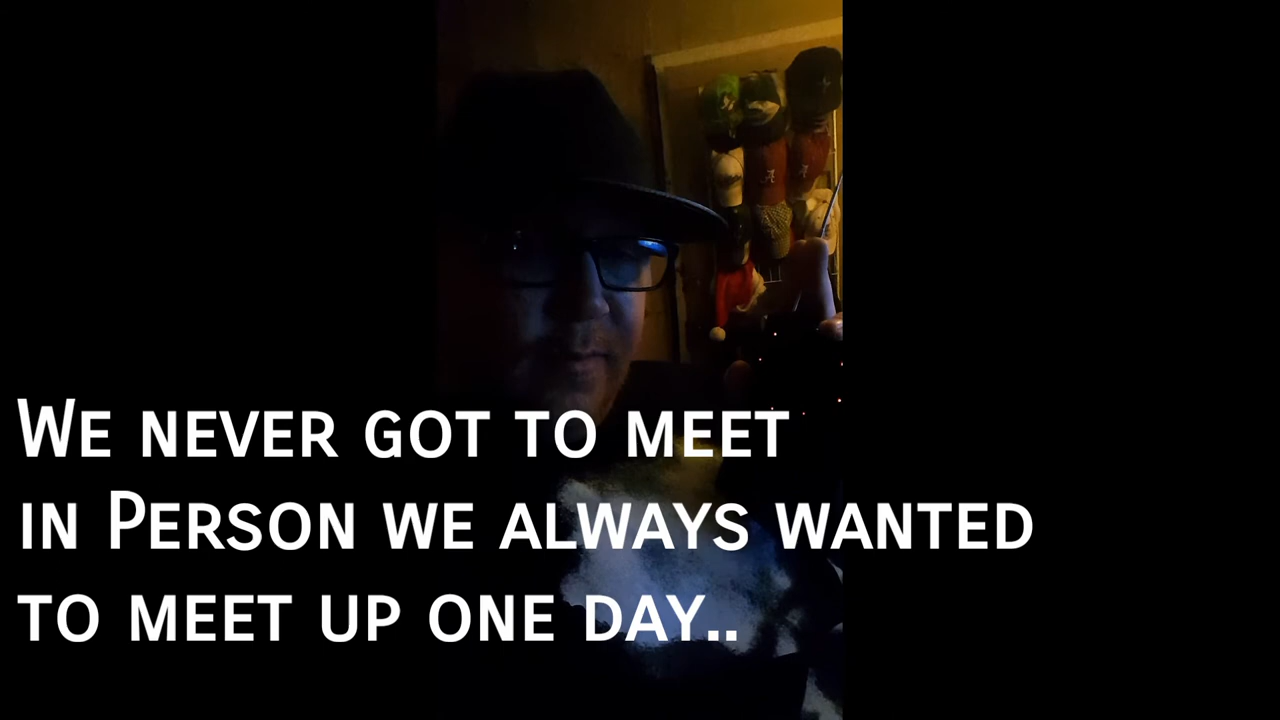 We never got to meet
in Person we always wanted
to meet up one day..
A
A